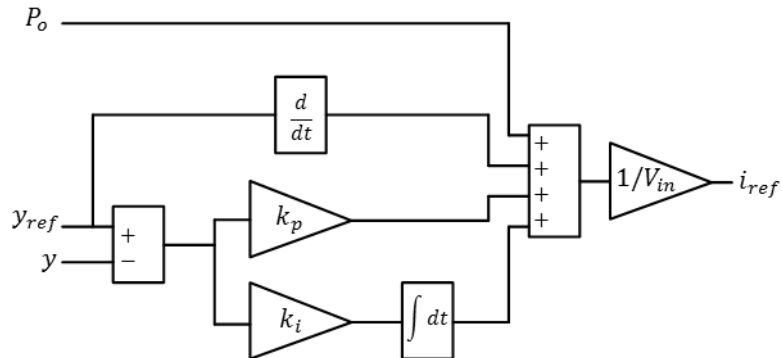 P_o
d/dt
+
+
+
+
1/V_in
i_ref
y_ref
+
k_p
y
−
k_i
∫ dt